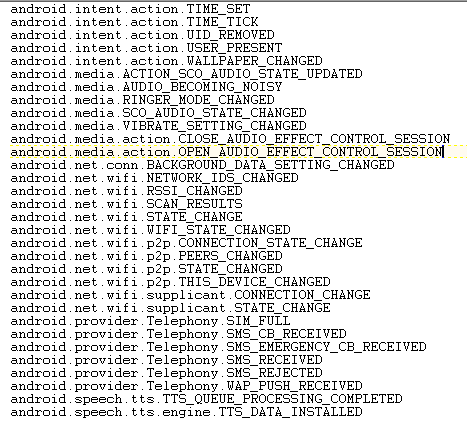 android.intent.action.TIME_SET
android.intent.action.TIME_TICK
android.intent.action.UID_REMOVED
android.intent.action.USER_PRESENT
android.intent.action.WALLPAPER_CHANGED
android.media.ACTION_SCO_AUDIO_STATE_UPDATED
android.media.AUDIO_BECOMING_NOISY
android.media.RINGER_MODE_CHANGED
android.media.SCO_AUDIO_STATE_CHANGED
android.media.VIBRATE_SETTING_CHANGED
android.media.action.CLOSE_AUDIO_EFFECT_CONTROL_SESSION
android.media.action.OPEN_AUDIO_EFFECT_CONTROL_SESSION
android.net.conn.BACKGROUND_DATA_SETTING_CHANGED
android.net.wifi.NETWORK_IDS_CHANGED
android.net.wifi.RSSI_CHANGED
android.net.wifi.SCAN_RESULTS
android.net.wifi.STATE_CHANGE
android.net.wifi.WIFI_STATE_CHANGED
android.net.wifi.p2p.CONNECTION_STATE_CHANGE
android.net.wifi.p2p.PEERS_CHANGED
android.net.wifi.p2p.STATE_CHANGED
android.net.wifi.p2p.THIS_DEVICE_CHANGED
android.net.wifi.supplicant.CONNECTION_CHANGE
android.net.wifi.supplicant.STATE_CHANGE
android.provider.Telephony.SIM_FULL
android.provider.Telephony.SMS_CB_RECEIVED
android.provider.Telephony.SMS_EMERGENCY_CB_RECEIVED
android.provider.Telephony.SMS_RECEIVED
android.provider.Telephony.SMS_REJECTED
android.provider.Telephony.WAP_PUSH_RECEIVED
android.speech.tts.TTS_QUEUE_PROCESSING_COMPLETED
android.speech.tts.engine.TTS_DATA_INSTALLED